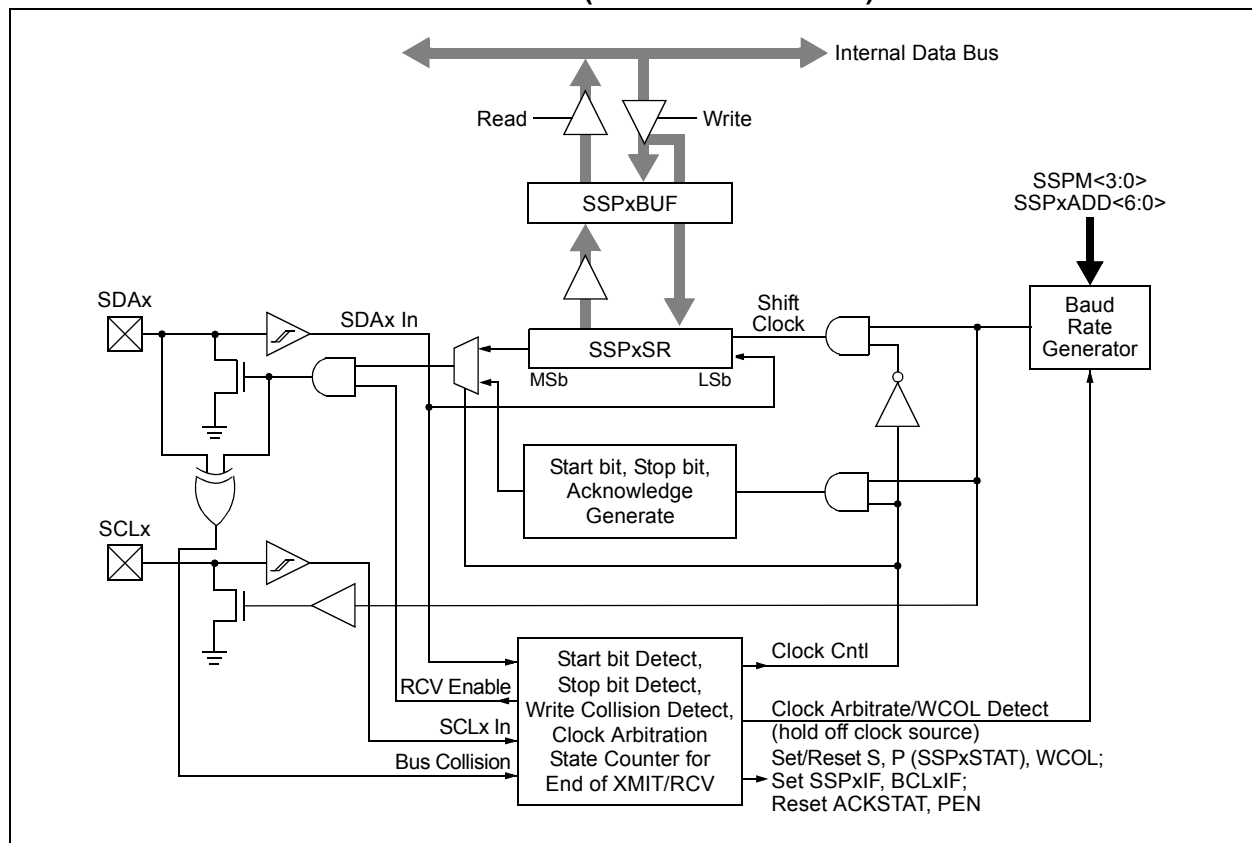 Internal Data Bus
Read
Write
SSPM<3:0>
SSPxADD<6:0>
SSPxBUF
SDAx
SDAx In
Shift
Clock
Baud
Rate
Generator
SSPxSR
MSb
LSb
Start bit, Stop bit,
Acknowledge
Generate
SCLx
Start bit Detect,
Stop bit Detect,
Write Collision Detect,
Clock Arbitration
State Counter for
End of XMIT/RCV
RCV Enable
SCLx In
Bus Collision
Clock Cntl
Clock Arbitrate/WCOL Detect
(hold off clock source)
Set/Reset S, P (SSPxSTAT), WCOL;
Set SSPxIF, BCLxIF;
Reset ACKSTAT, PEN